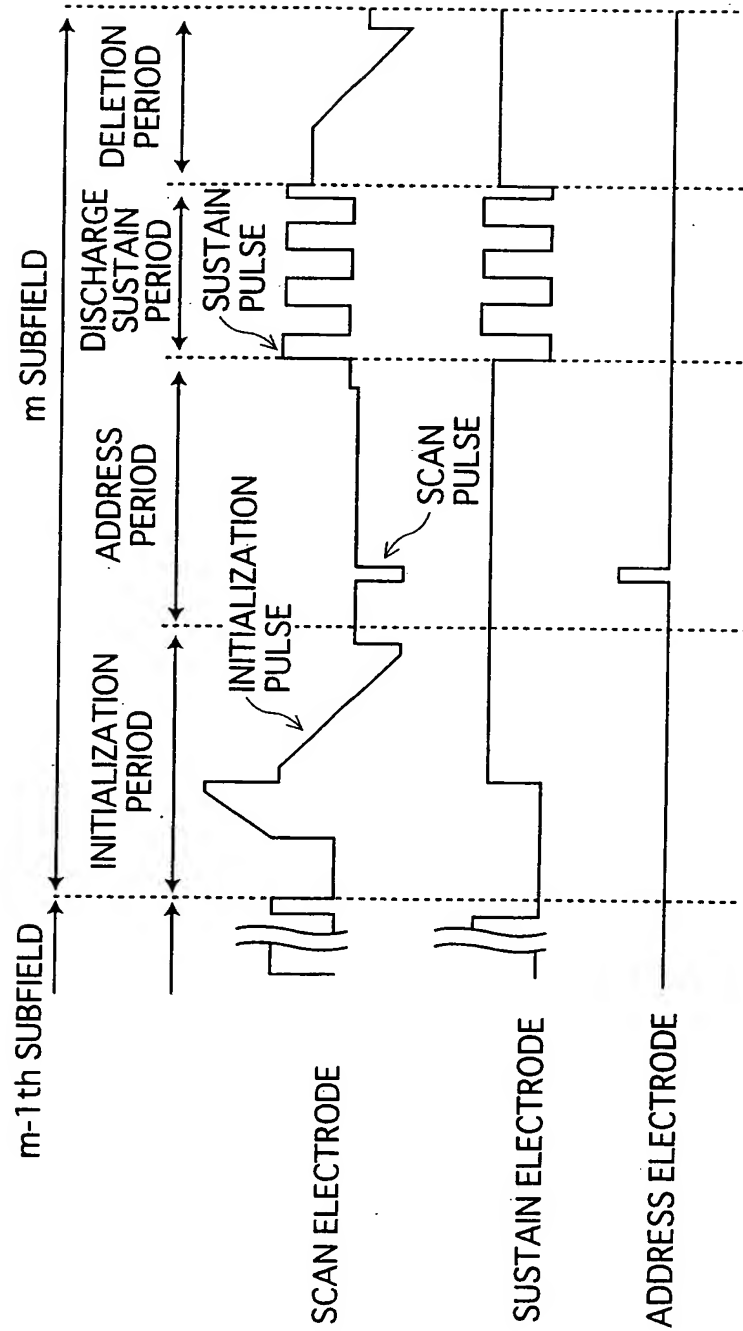 m-1th SUBFIELD
m SUBFIELD
INITIALIZATION
PERIOD
ADDRESS
PERIOD
DISCHARGE
SUSTAIN
PERIOD
DELETION
PERIOD
INITIALIZATION
PULSE
SUSTAIN
PULSE
SCAN
PULSE
SCAN ELECTRODE
SUSTAIN ELECTRODE
ADDRESS ELECTRODE